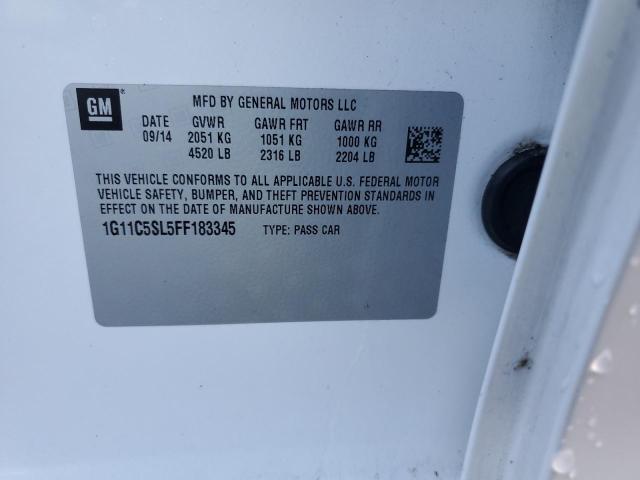 GM
MFD BY GENERAL MOTORS LLC
DATE GVWR GAWR FRT GAWR RR
09/14 2051 KG 1051 KG 1000 KG
4520 LB 2316 LB 2204 LB
THIS VEHICLE CONFORMS TO ALL APPLICABLE U.S. FEDERAL MOTOR
VEHICLE SAFETY, BUMPER, AND THEFT PREVENTION STANDARDS IN
EFFECT ON THE DATE OF MANUFACTURE SHOWN ABOVE.
1G11C5SL5FF183345 TYPE: PASS CAR